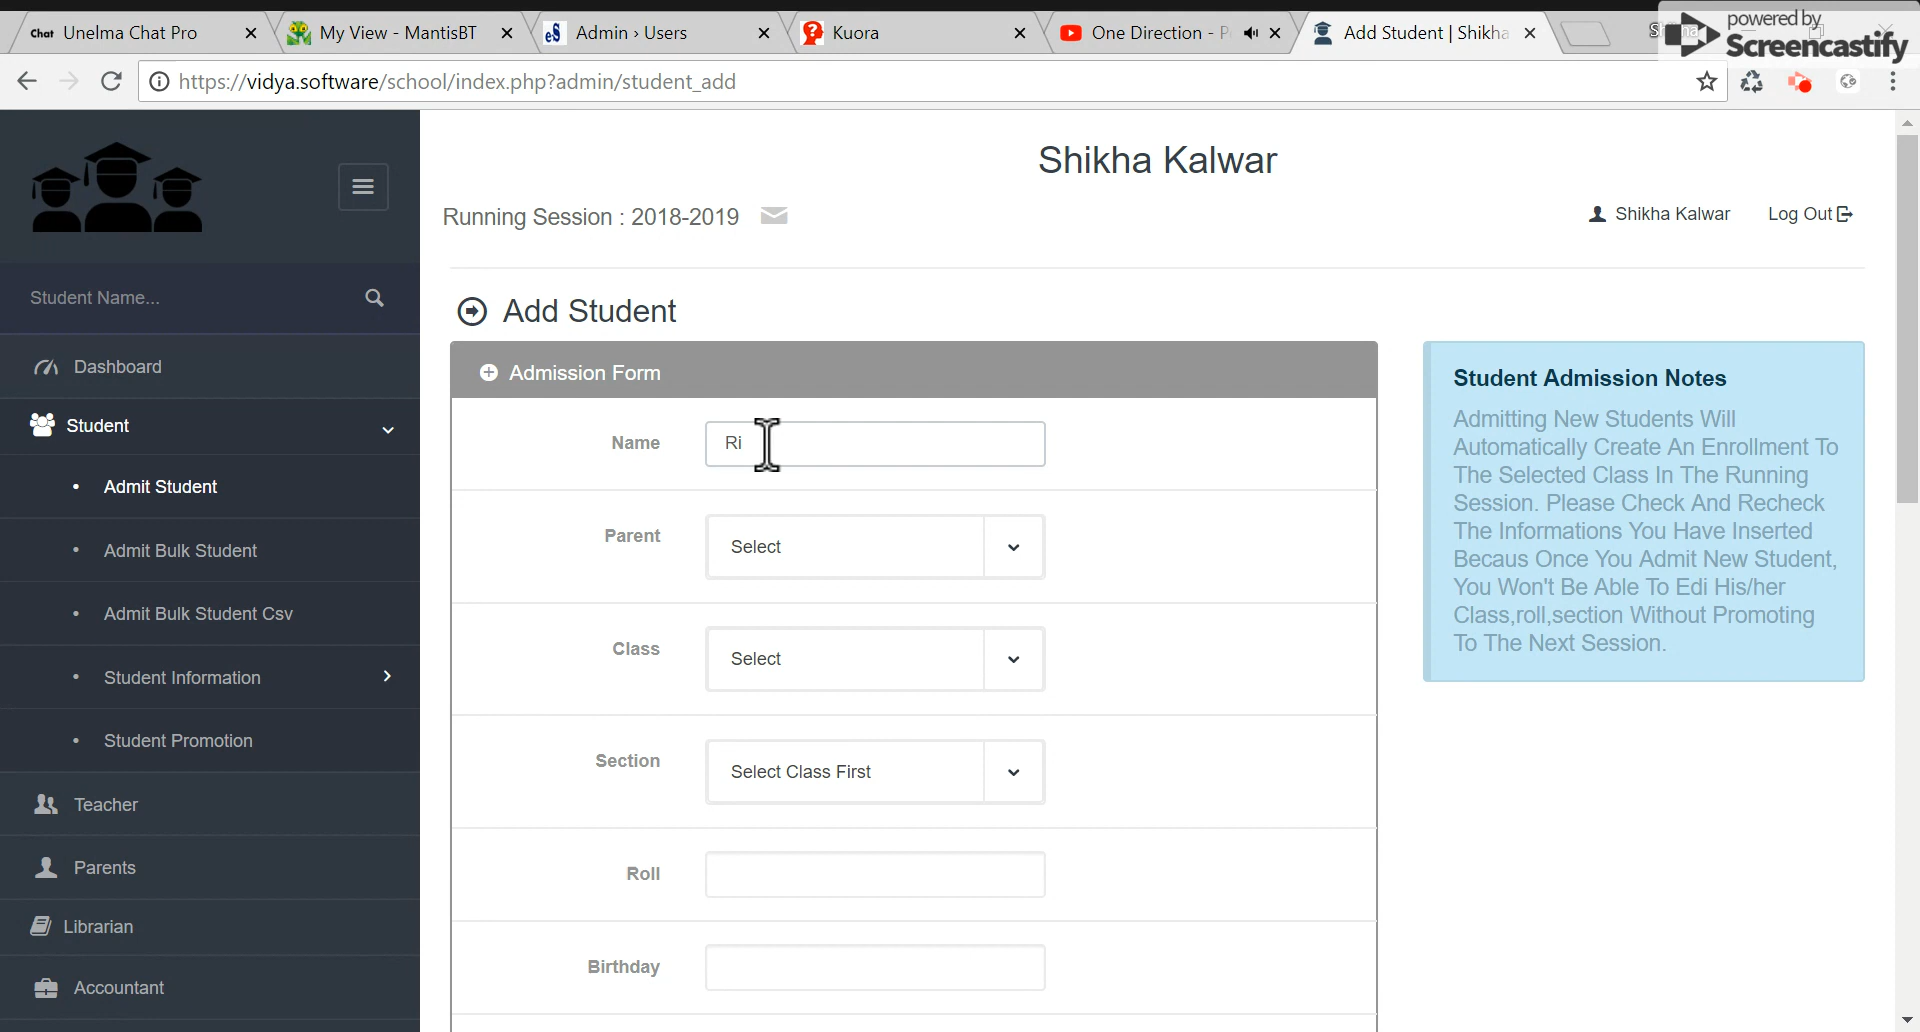 Chat Unelma Chat Pro
My View - MantisBT
eS Admin › Users
Kuora
One Direction - P
Add Student | Shikha
powered by
Screencastify
https://vidya.software/school/index.php?admin/student_add
Shikha Kalwar
Running Session : 2018-2019
Shikha Kalwar
Log Out
Student Name...
Dashboard
Student
Admit Student
Admit Bulk Student
Admit Bulk Student Csv
Student Information
Student Promotion
Teacher
Parents
Librarian
Accountant
Add Student
Admission Form
Name Ri
Parent Select
Class Select
Section Select Class First
Roll
Birthday
Student Admission Notes
Admitting New Students Will
Automatically Create An Enrollment To
The Selected Class In The Running
Session. Please Check And Recheck
The Informations You Have Inserted
Becaus Once You Admit New Student,
You Won't Be Able To Edi His/her
Class,roll,section Without Promoting
To The Next Session.